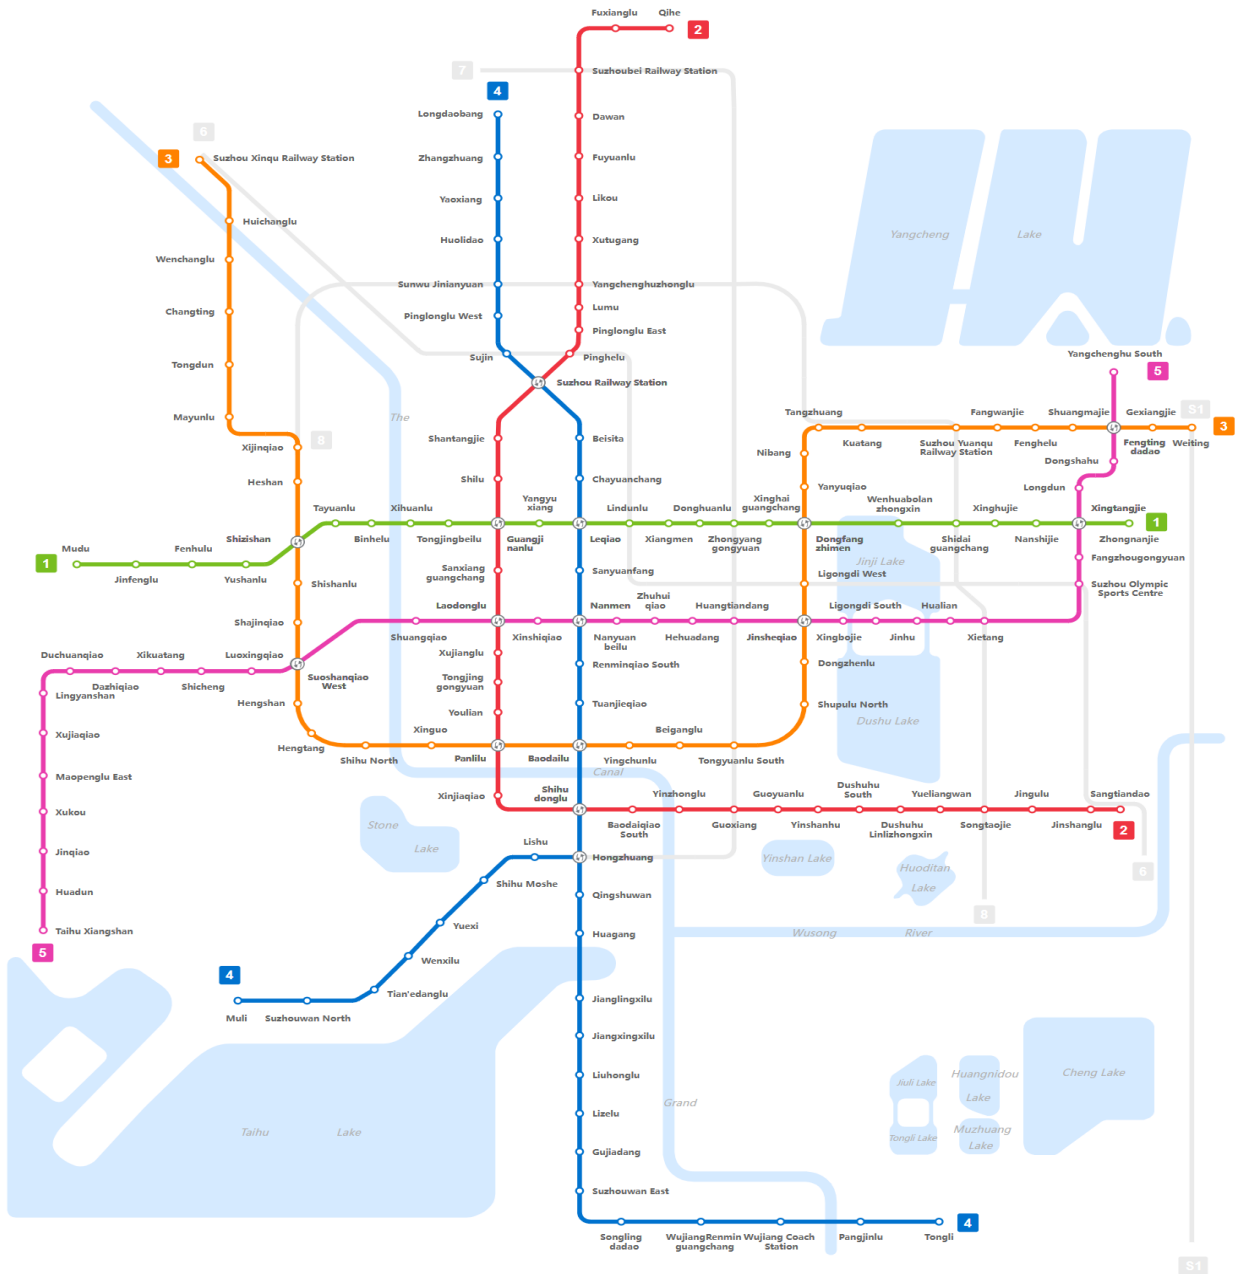 Fuxianglu
Qihe
2
7
Suzhoubei Railway Station
4
Longdaobang
Dawan
6
3
Suzhou Xinqu Railway Station
Zhangzhuang
Fuyuanlu
Yaoxiang
Likou
Huichanglu
Huolidao
Xutugang
Yangcheng
Lake
Wenchanglu
Sunwu Jinianyuan
Yangchenghuzhonglu
Lumu
Changting
Pinglonglu West
Pinglonglu East
Sujin
Pinghelu
Yangchenghu South
5
Tongdun
Suzhou Railway Station
Mayunlu
The
Tangzhuang
Fangwanjie
Shuangmajie
Gexiangjie
S1
3
Xijinqiao
8
Shantangjie
Beisita
Kuatang
Suzhou Yuanqu
Railway Station
Fenghelu
Fengting
dadao
Weiting
Nibang
Dongshahu
Heshan
Shilu
Chayuanchang
Yanyuqiao
Longdun
Tayuanlu
Xihuanlu
Yangyu
xiang
Lindunlu
Donghuanlu
Xinghai
guangchang
Wenhuabolan
zhongxin
Xinghujie
Xingtangjie
1
Shizishan
Binhelu
Tongjingbeilu
Guangji
nanlu
Leqiao
Xiangmen
Zhongyang
gongyuan
Dongfang
zhimen
Shidai
guangchang
Nanshijie
Zhongnanjie
Mudu
Fenhulu
1
Jinfenglu
Yushanlu
Sanxiang
guangchang
Sanyuanfang
Jinji Lake
Fangzhougongyuan
Shishanlu
Ligongdi West
Suzhou Olympic
Sports Centre
Laodonglu
Nanmen
Zhuhui
qiao
Huangtiandang
Ligongdi South
Hualian
Shajinqiao
Shuangqiao
Xinshiqiao
Nanyuan
beilu
Hehuadang
Jinsheqiao
Xingbojie
Jinhu
Xietang
Duchuanqiao
Xikuatang
Luoxingqiao
Xujianglu
Renminqiao South
Dongzhenlu
Lingyanshan
Dazhiqiao
Shicheng
Suoshanqiao
West
Tongjing
gongyuan
Hengshan
Tuanjieqiao
Shupulu North
Youlian
Dushu Lake
Xujiaqiao
Hengtang
Xinguo
Beiganglu
Shihu North
Panlilu
Baodailu
Yingchunlu
Tongyuanlu South
Maopenglu East
Canal
Xinjiaqiao
Shihu
donglu
Yinzhonglu
Guoyuanlu
Dushuhu
South
Yueliangwan
Jingulu
Sangtiandao
Xukou
Stone
Lake
Baodaiqiao
South
Guoxiang
Yinshanhu
Dushuhu
Linlizhongxin
Songtaojie
Jinshanglu
2
Jinqiao
Lishu
Hongzhuang
Yinshan Lake
Huoditan
Lake
6
Huadun
Shihu Moshe
Qingshuwan
8
Taihu Xiangshan
Yuexi
Huagang
Wusong
River
5
Wenxilu
4
Tian'edanglu
Jianglingxilu
Muli
Suzhouwan North
Jiangxingxilu
Liuhonglu
Jiuli Lake
Huangnidou
Lake
Cheng Lake
Grand
Lizelu
Taihu
Lake
Tongli Lake
Muzhuang
Lake
Gujiadang
Suzhouwan East
4
Songling
dadao
WujiangRenmin
guangchang
Wujiang Coach
Station
Pangjinlu
Tongli
S1